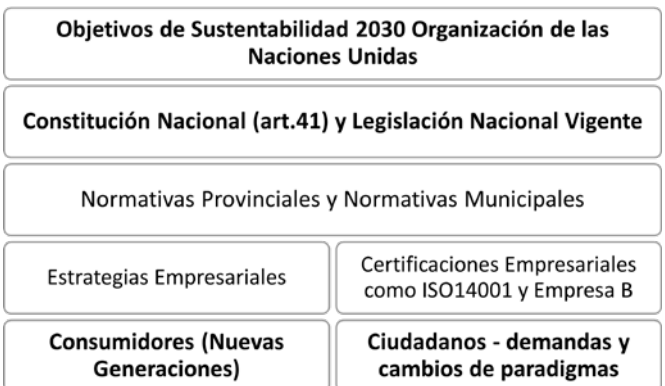 Objetivos de Sustentabilidad 2030 Organización de las
Naciones Unidas
Constitución Nacional (art.41) y Legislación Nacional Vigente
Normativas Provinciales y Normativas Municipales
Estrategias Empresariales
Certificaciones Empresariales
como ISO14001 y Empresa B
Consumidores (Nuevas
Generaciones)
Ciudadanos - demandas y
cambios de paradigmas